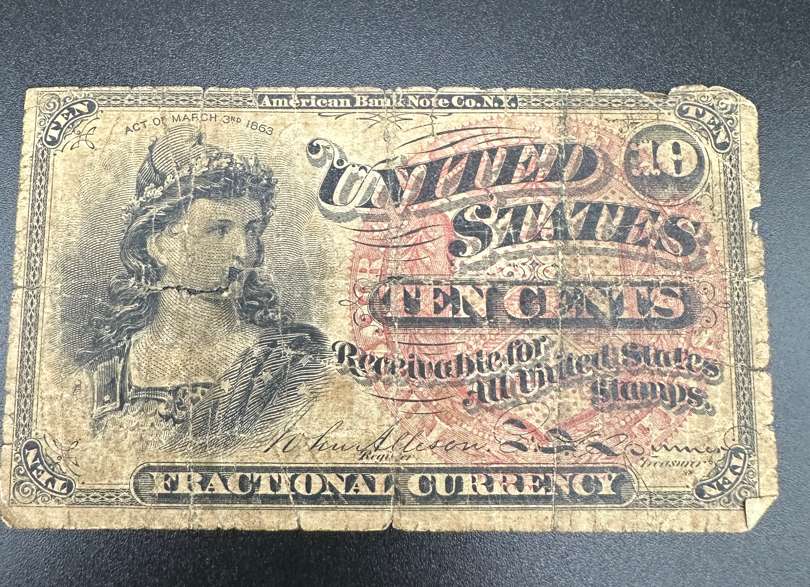 American Bank Note Co. N.Y.
TEN
TEN
ACT OF MARCH 3RD 1863
10
UNITED
STATES
TEN CENTS
Receivable for
All United States
Stamps.
Register
Treasurer
TEN
TEN
FRACTIONAL CURRENCY